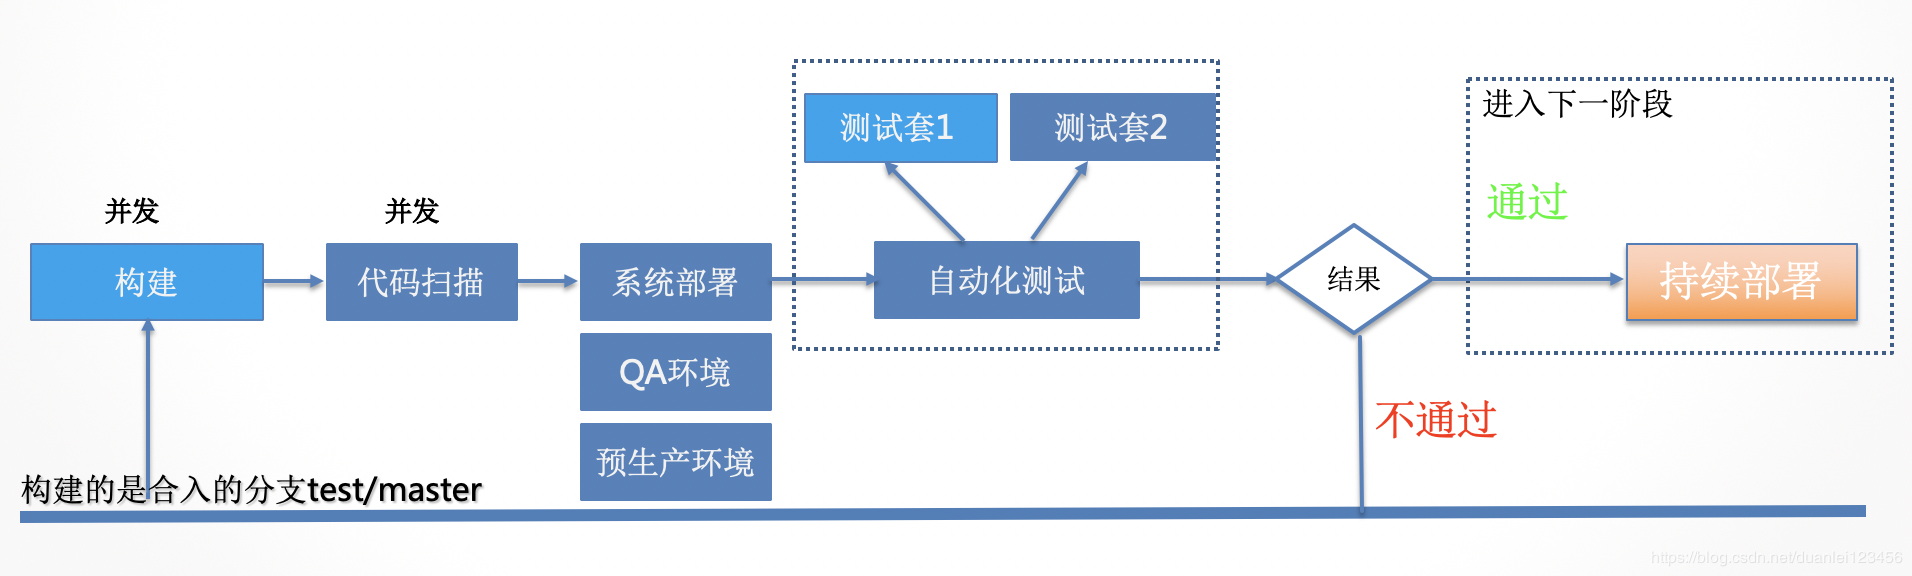 测试套1
测试套2
进入下一阶段
通过
并发
并发
构建
代码扫描
系统部署
自动化测试
结果
持续部署
QA环境
不通过
预生产环境
构建的是合入的分支test/master
https://blog.csdn.net/duanlei123456